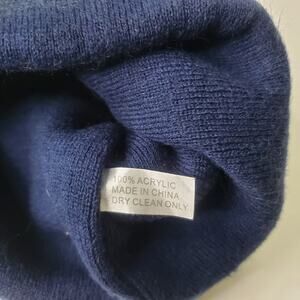 100% ACRYLIC
MADE IN CHINA
DRY CLEAN ONLY